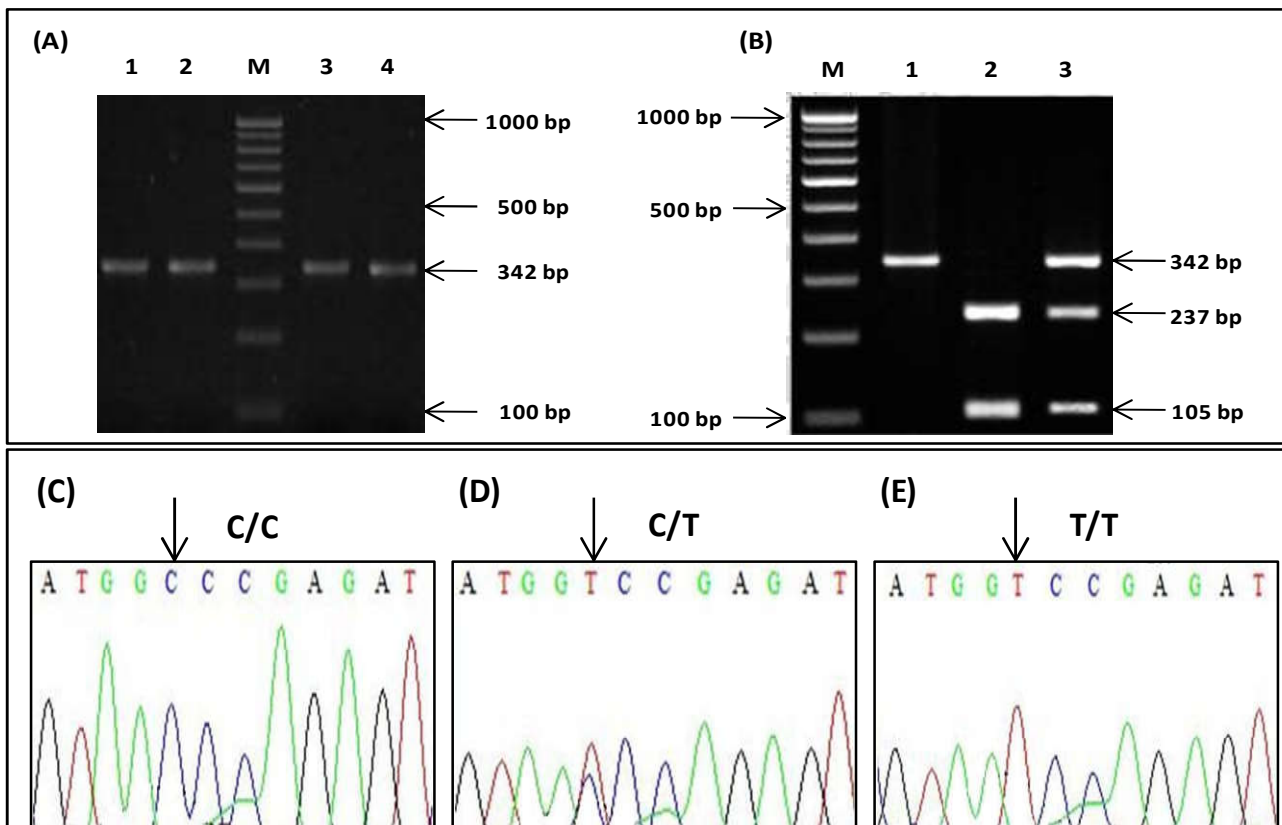 (A)
1 2 M 3 4
1000 bp
500 bp
342 bp
100 bp
(B)
M 1 2 3
1000 bp
500 bp
100 bp
342 bp
237 bp
105 bp
(C)
C/C
A T G G C C C G A G A T
(D)
C/T
A T G G T C C G A G A T
(E)
T/T
A T G G T C C G A G A T